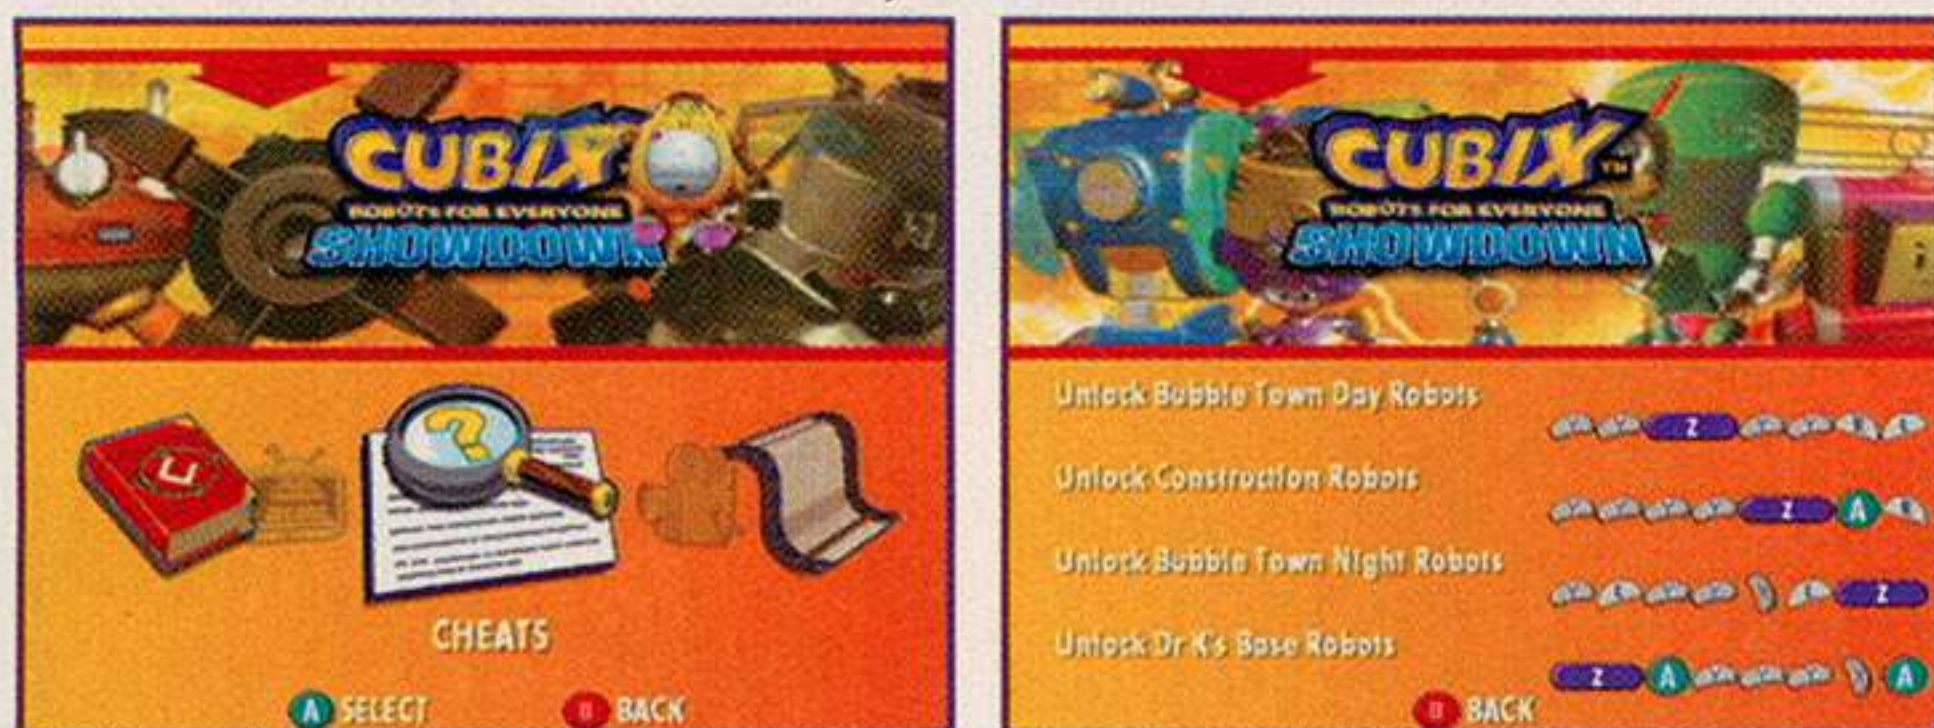 CUBIX
ROBOTS FOR EVERYONE
SHOWDOWN
?
C
CHEATS
A SELECT
B BACK
CUBIX™
ROBOTS FOR EVERYONE
SHOWDOWN
Unlock Bubble Town Day Robots
Z
Unlock Construction Robots
Z A
Unlock Bubble Town Night Robots
Z
Unlock Dr K's Base Robots
Z A A
B BACK